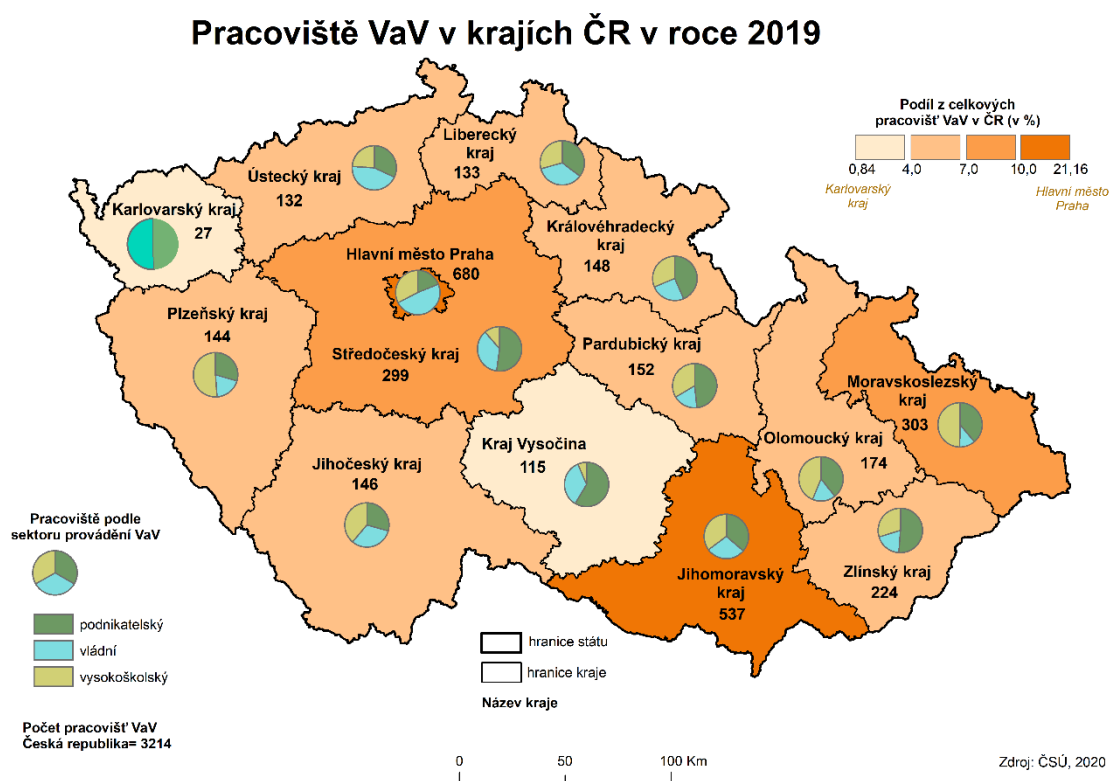 Pracoviště VaV v krajích ČR v roce 2019
Podíl z celkových
pracovišť VaV v ČR (v %)
0,84 4,0 7,0 10,0 21,16
Karlovarský
kraj
Hlavní město
Praha
Liberecký
kraj
133
Ústecký kraj
132
Karlovarský kraj
27
Královéhradecký
kraj
148
Hlavní město Praha
680
Plzeňský kraj
144
Středočeský kraj
299
Pardubický kraj
152
Moravskoslezský
kraj
303
Kraj Vysočina
115
Olomoucký kraj
174
Jihočeský kraj
146
Jihomoravský
kraj
537
Zlínský kraj
224
Pracoviště podle
sektoru provádění VaV
podnikatelský
vládní
vysokoškolský
hranice státu
hranice kraje
Název kraje
Počet pracovišť VaV
Česká republika= 3214
0 50 100 Km
Zdroj: ČSÚ, 2020